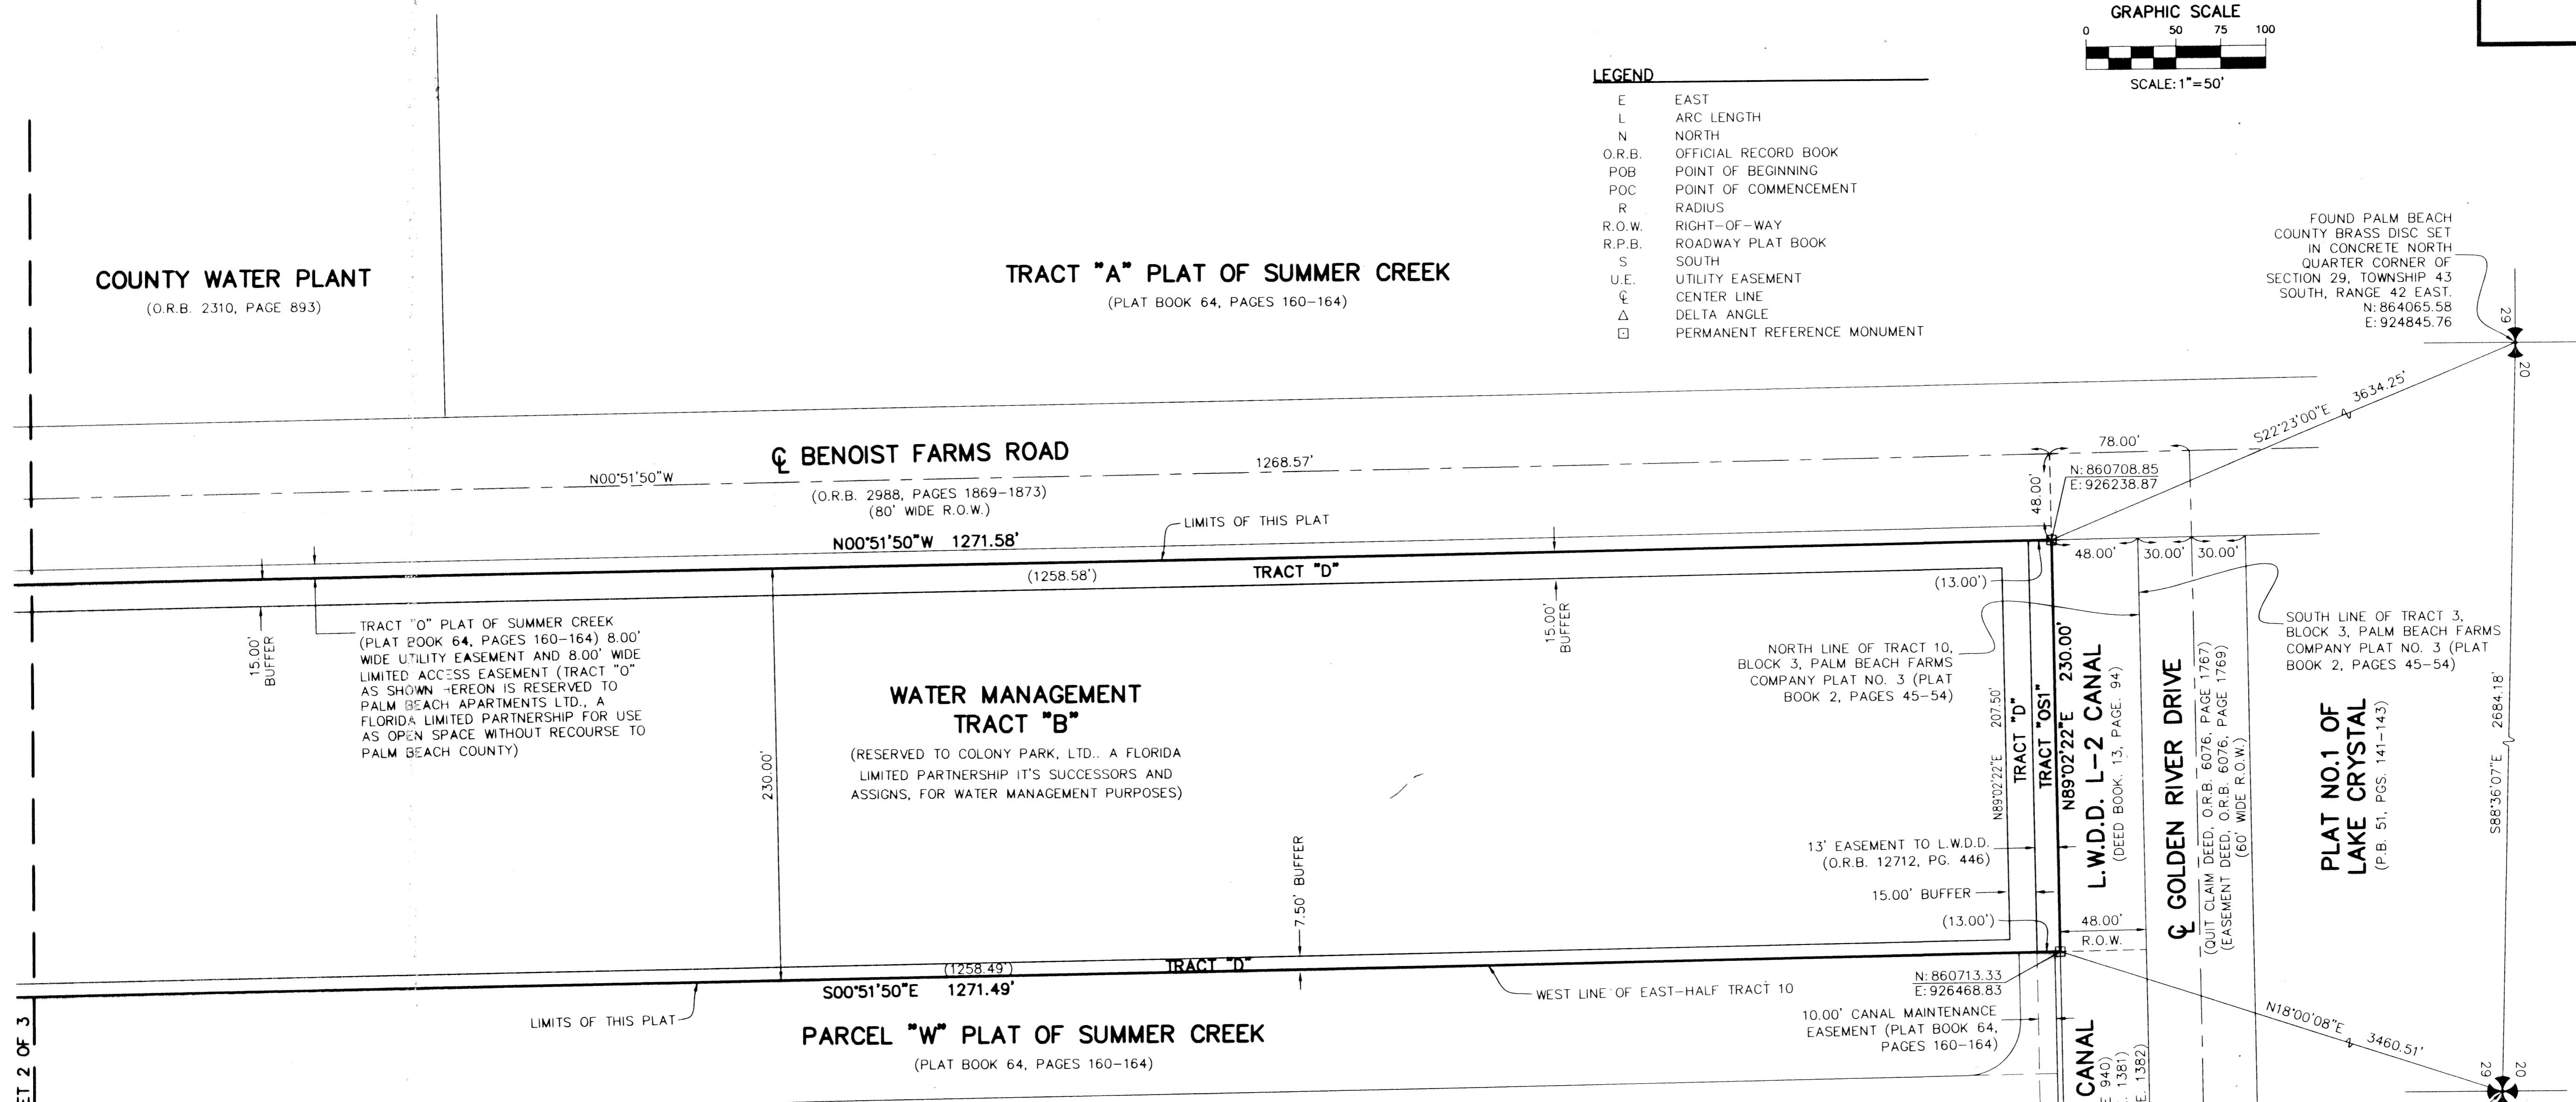 GRAPHIC SCALE
0 50 75 100
SCALE: 1"=50'
LEGEND
E EAST
L ARC LENGTH
N NORTH
O.R.B. OFFICIAL RECORD BOOK
POB POINT OF BEGINNING
POC POINT OF COMMENCEMENT
R RADIUS
R.O.W. RIGHT-OF-WAY
R.P.B. ROADWAY PLAT BOOK
S SOUTH
U.E. UTILITY EASEMENT
℄ CENTER LINE
△ DELTA ANGLE
⊡ PERMANENT REFERENCE MONUMENT
FOUND PALM BEACH
COUNTY BRASS DISC SET
IN CONCRETE NORTH
QUARTER CORNER OF
SECTION 29, TOWNSHIP 43
SOUTH, RANGE 42 EAST.
N: 864065.58
E: 924845.76
29
20
COUNTY WATER PLANT
(O.R.B. 2310, PAGE 893)
TRACT "A" PLAT OF SUMMER CREEK
(PLAT BOOK 64, PAGES 160-164)
S22°23'00"E 3634.25'
℄ BENOIST FARMS ROAD
N00°51'50"W
1268.57'
(O.R.B. 2988, PAGES 1869-1873)
(80' WIDE R.O.W.)
78.00'
48.00'
N: 860708.85
E: 926238.87
LIMITS OF THIS PLAT
N00°51'50"W 1271.58'
(1258.58')
TRACT "D"
(13.00')
48.00'
30.00'
30.00'
15.00'
BUFFER
15.00'
BUFFER
TRACT "O" PLAT OF SUMMER CREEK
(PLAT BOOK 64, PAGES 160-164) 8.00'
WIDE UTILITY EASEMENT AND 8.00' WIDE
LIMITED ACCESS EASEMENT (TRACT "O"
AS SHOWN HEREON IS RESERVED TO
PALM BEACH APARTMENTS LTD., A
FLORIDA LIMITED PARTNERSHIP FOR USE
AS OPEN SPACE WITHOUT RECOURSE TO
PALM BEACH COUNTY)
230.00'
WATER MANAGEMENT
TRACT "B"
(RESERVED TO COLONY PARK, LTD.. A FLORIDA
LIMITED PARTNERSHIP IT'S SUCCESSORS AND
ASSIGNS, FOR WATER MANAGEMENT PURPOSES)
NORTH LINE OF TRACT 10,
BLOCK 3, PALM BEACH FARMS
COMPANY PLAT NO. 3 (PLAT
BOOK 2, PAGES 45-54)
SOUTH LINE OF TRACT 3,
BLOCK 3, PALM BEACH FARMS
COMPANY PLAT NO. 3 (PLAT
BOOK 2, PAGES 45-54)
N89°02'22"E 207.50'
TRACT "D"
TRACT "OS1"
N89°02'22"E 230.00'
L.W.D.D. L-2 CANAL
(DEED BOOK. 13, PAGE. 94)
℄ GOLDEN RIVER DRIVE
(QUIT CLAIM DEED, O.R.B. 6076, PAGE 1767)
(EASEMENT DEED, O.R.B. 6076, PAGE 1769)
(60' WIDE R.O.W.)
PLAT NO.1 OF
LAKE CRYSTAL
(P.B. 51, PGS. 141-143)
S88°36'07"E 2684.18'
13' EASEMENT TO L.W.D.D.
(O.R.B. 12712, PG. 446)
15.00' BUFFER
(13.00')
48.00'
R.O.W.
7.50' BUFFER
(1258.49')
TRACT "D"
S00°51'50"E 1271.49'
LIMITS OF THIS PLAT
WEST LINE OF EAST-HALF TRACT 10
N: 860713.33
E: 926468.83
10.00' CANAL MAINTENANCE
EASEMENT (PLAT BOOK 64,
PAGES 160-164)
PARCEL "W" PLAT OF SUMMER CREEK
(PLAT BOOK 64, PAGES 160-164)
N18°00'08"E 3460.51'
29
20
ET 2 OF 3
CANAL
E 940)
. 1381)
E. 1382)